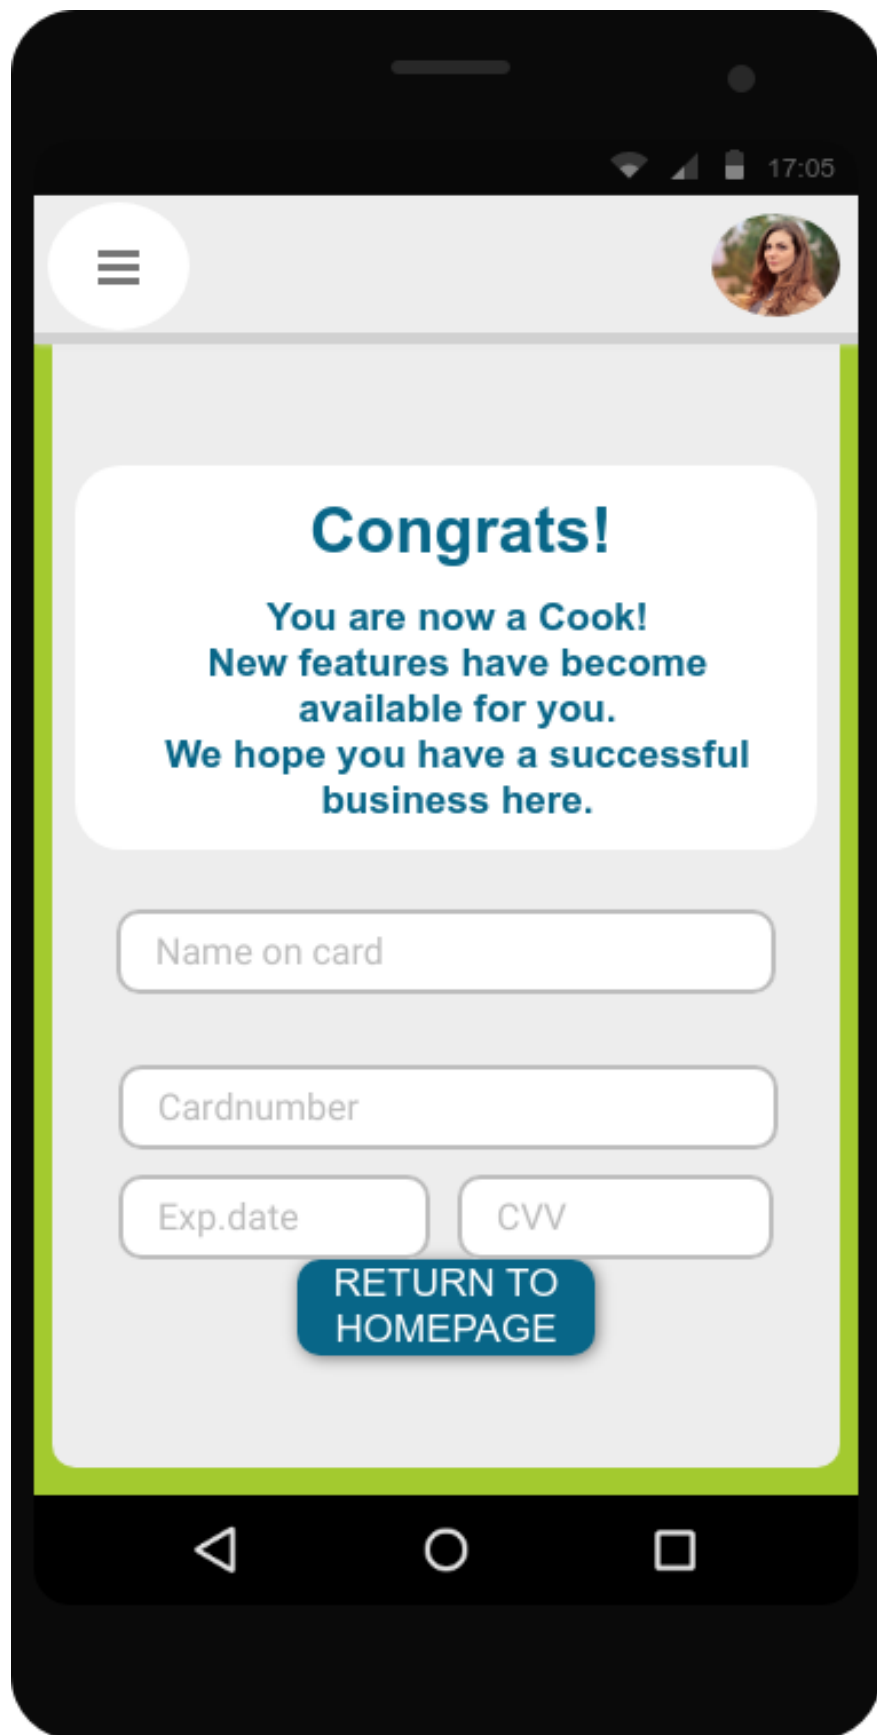 17:05
Congrats!
You are now a Cook!
New features have become
available for you.
We hope you have a successful
business here.
Name on card
Cardnumber
Exp.date
CVV
RETURN TO
HOMEPAGE